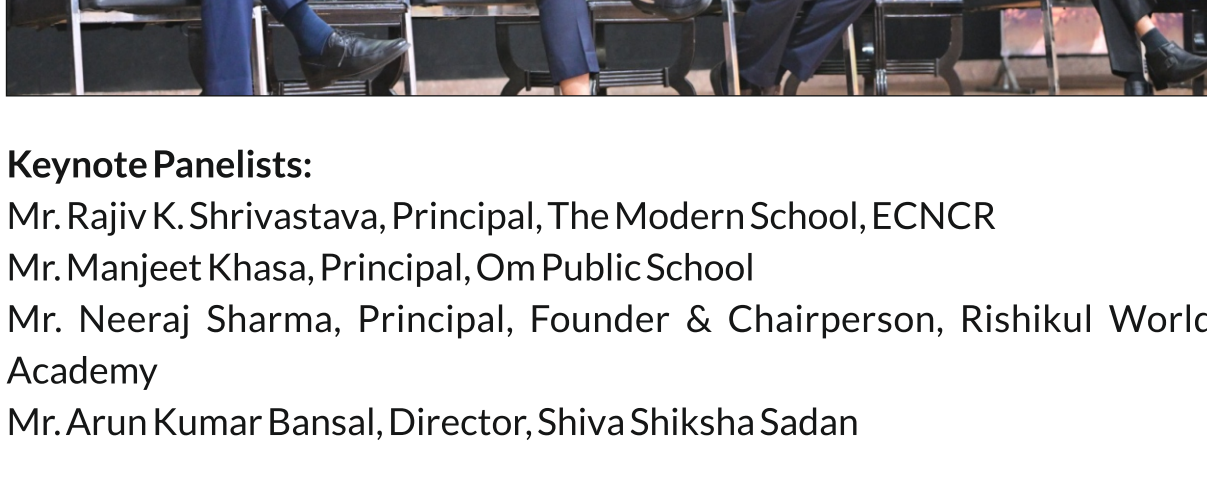 Keynote Panelists:
Mr. Rajiv K. Shrivastava, Principal, The Modern School, ECNCR
Mr. Manjeet Khasa, Principal, Om Public School
Mr. Neeraj Sharma, Principal, Founder & Chairperson, Rishikul World
Academy
Mr. Arun Kumar Bansal, Director, Shiva Shiksha Sadan